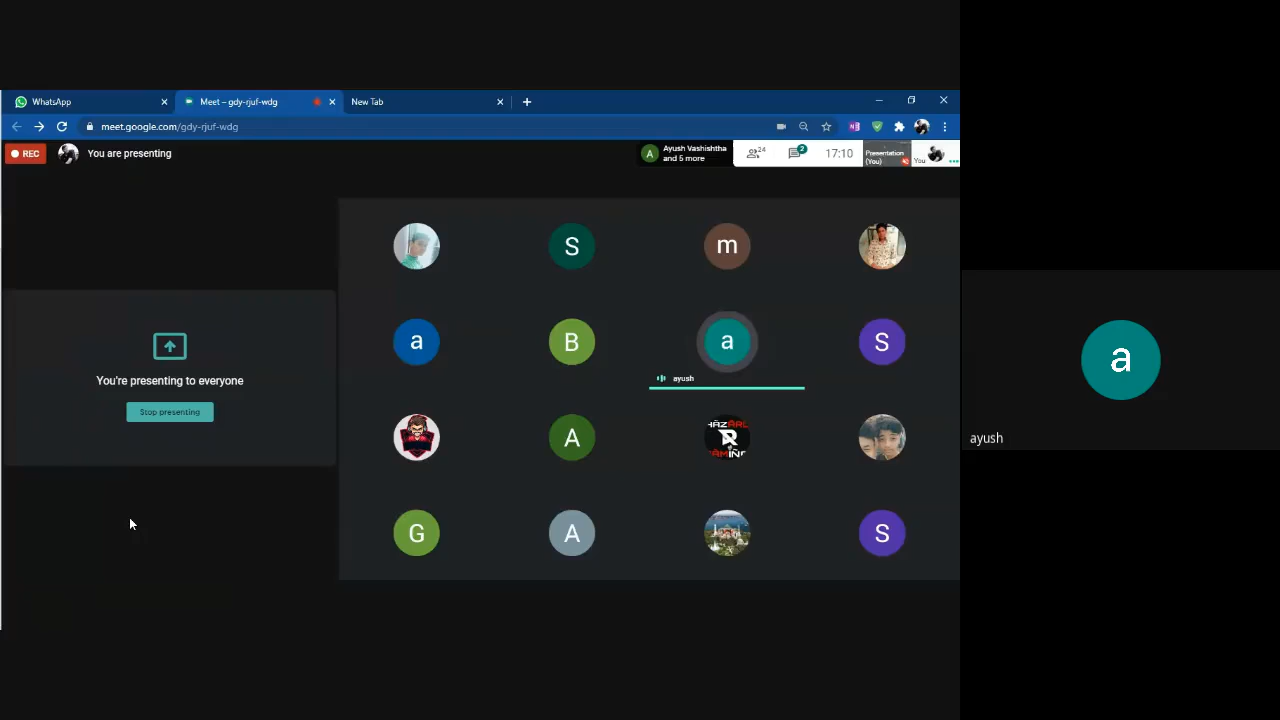 WhatsApp
Meet – gdy-rjuf-wdg
New Tab
meet.google.com/gdy-rjuf-wdg
REC
You are presenting
A
Ayush Vashishtha
and 5 more
24
2
17:10
Presentation
(You)
You
S
m
a
B
a
S
ayush
You're presenting to everyone
Stop presenting
A
R
G
A
S
a
ayush